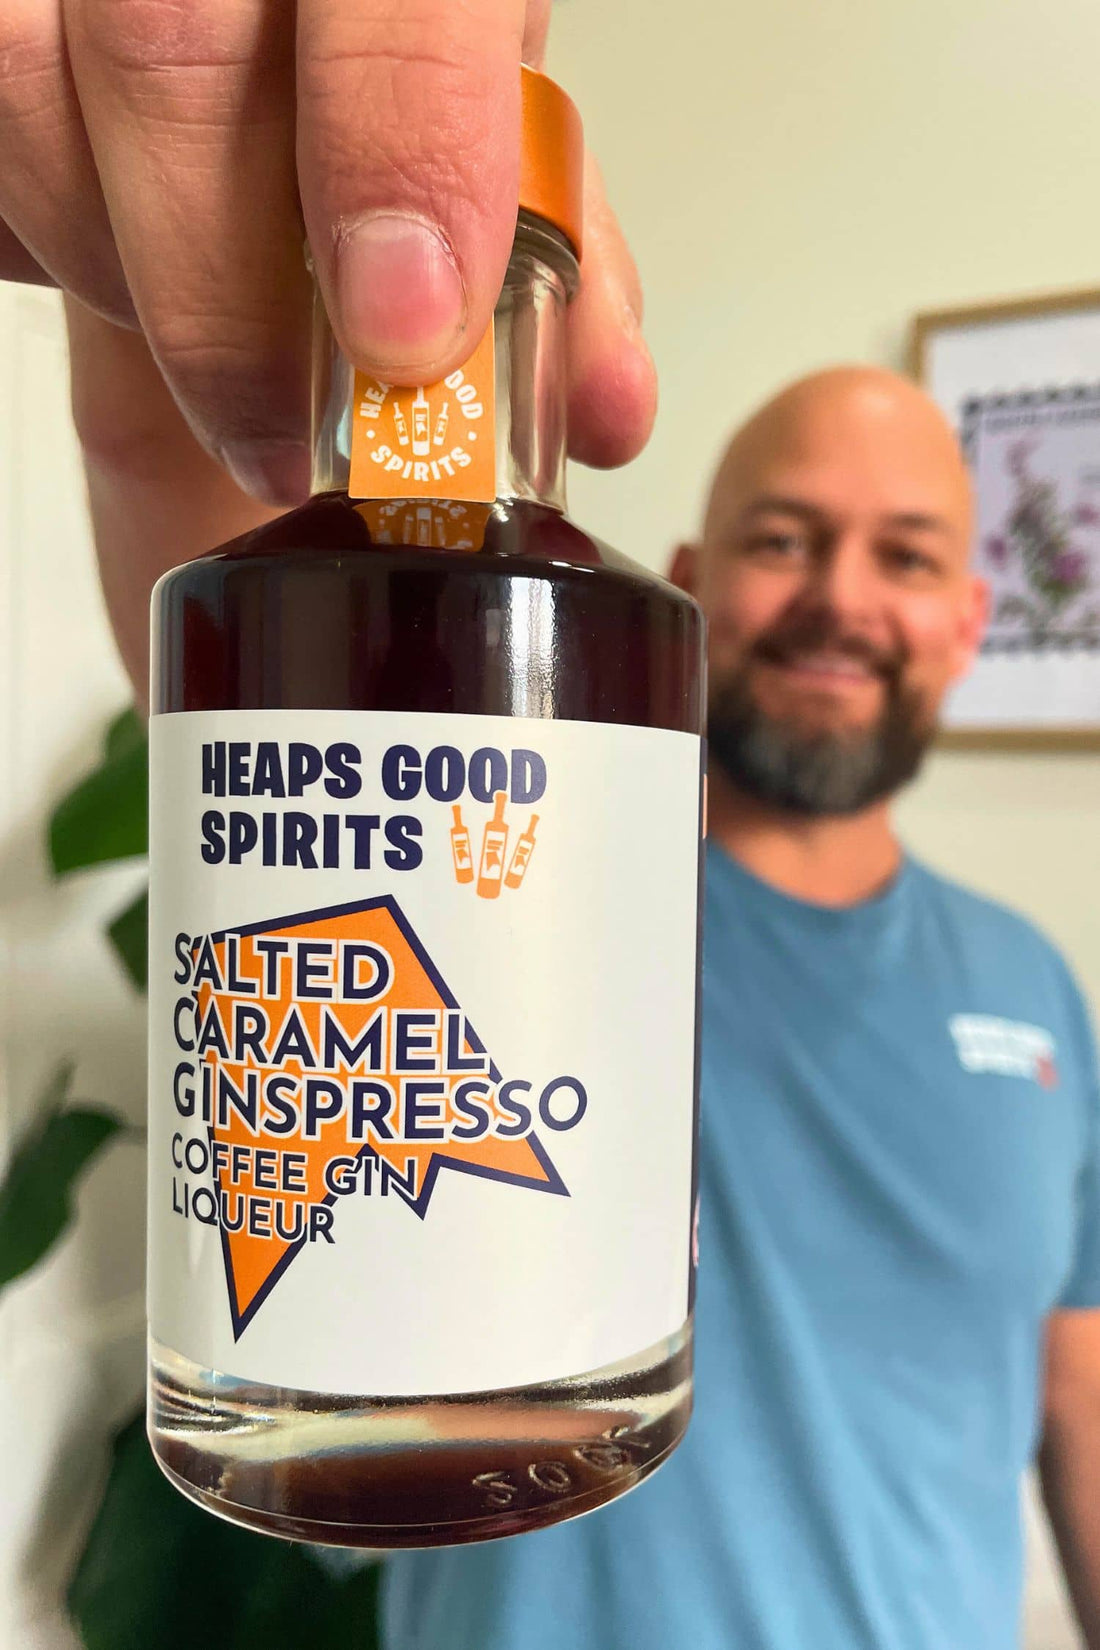 HEAPS GOOD
SPIRITS
HEAPS GOOD
SPIRITS
SALTED
CARAMEL
GINSPRESSO
COFFEE GIN
LIQUEUR